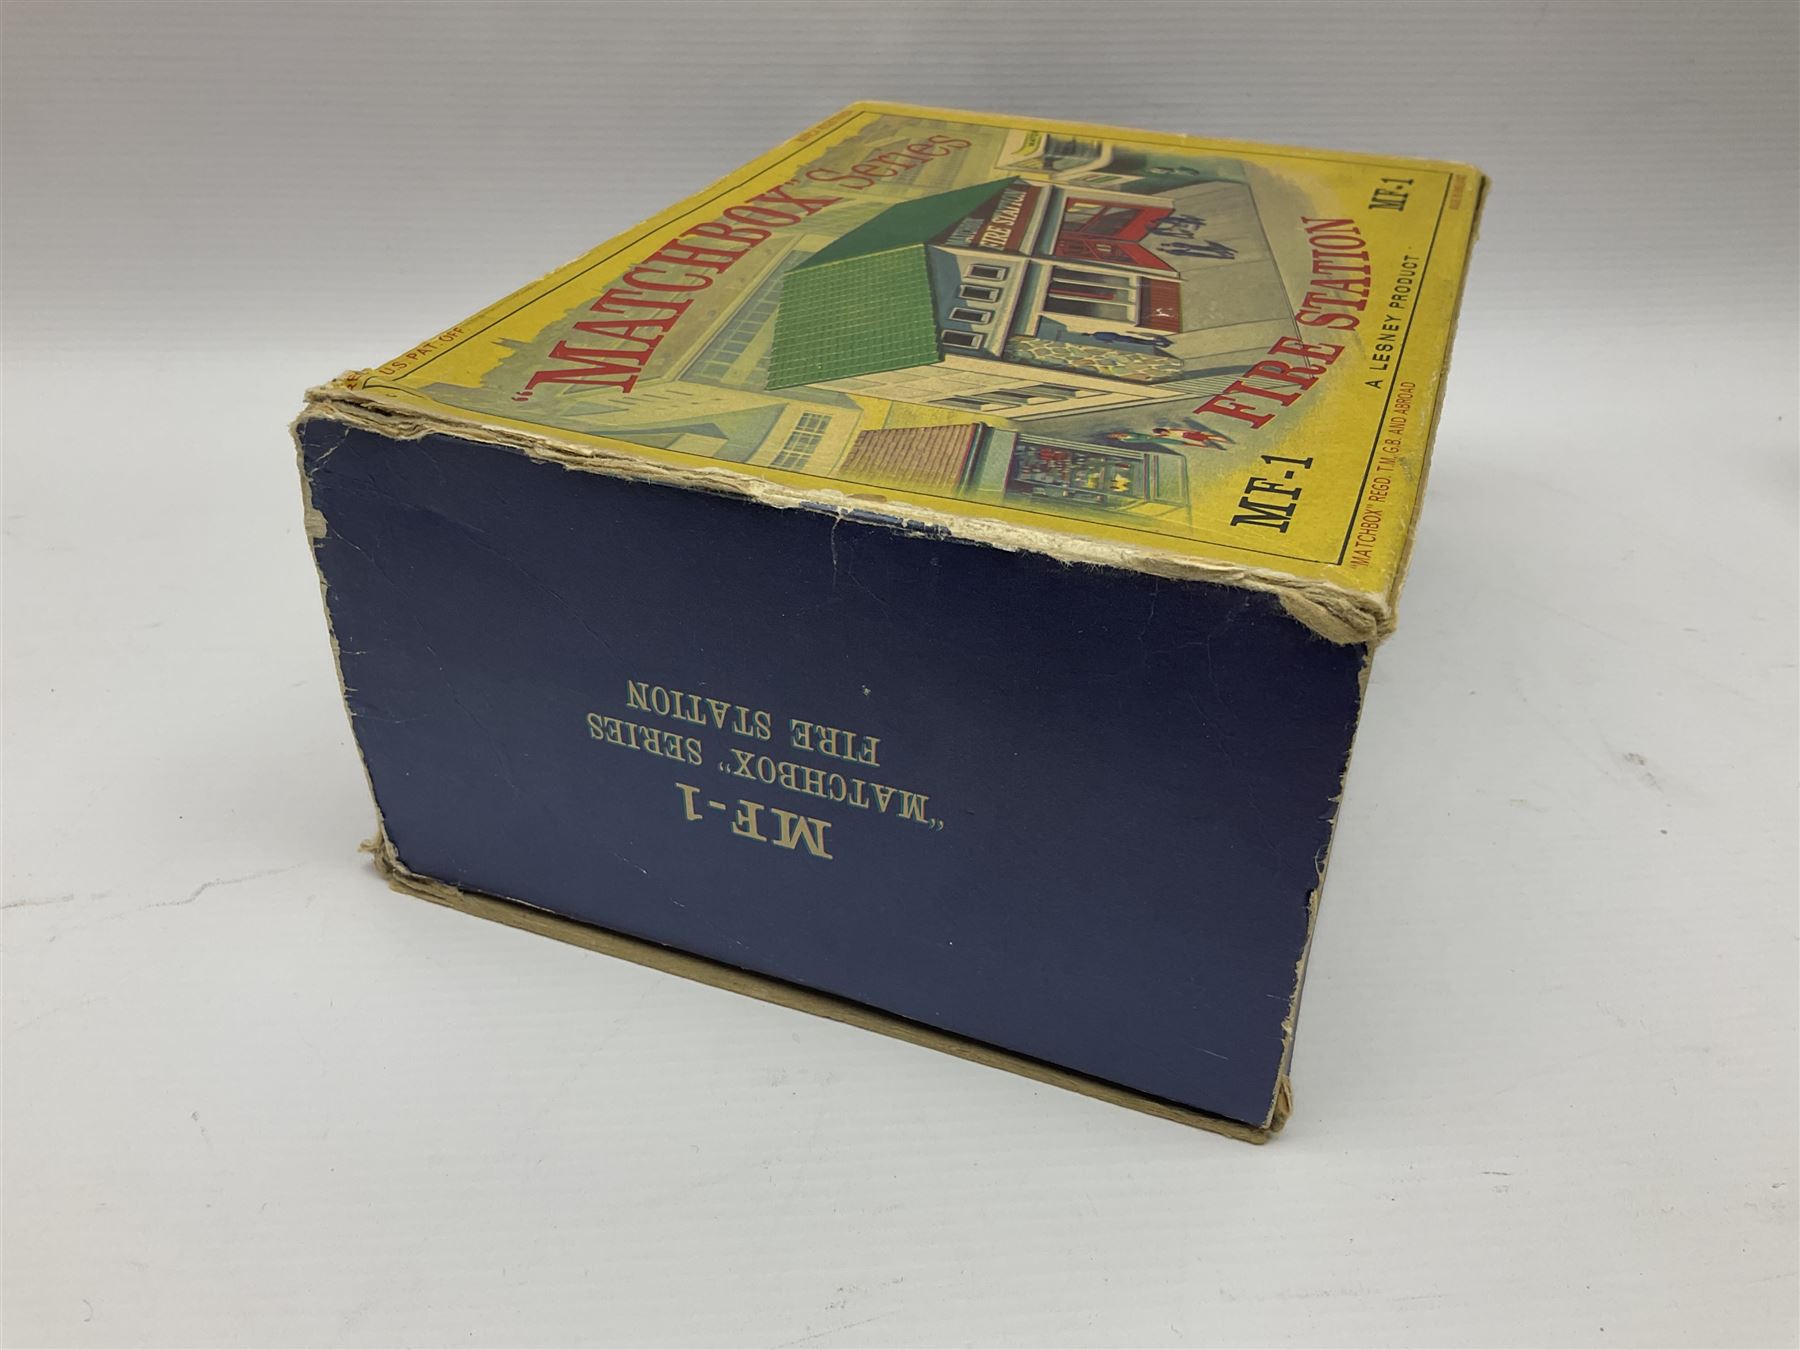 "MATCHBOX" Series
MATCHBOX
FIRE STATION
FIRE STATION
MF-1
MF-1
A LESNEY PRODUCT
U.S. PAT. OFF.
"MATCHBOX" REGD. T.M. G.B. AND ABROAD
MF-1
"MATCHBOX" SERIES
FIRE STATION